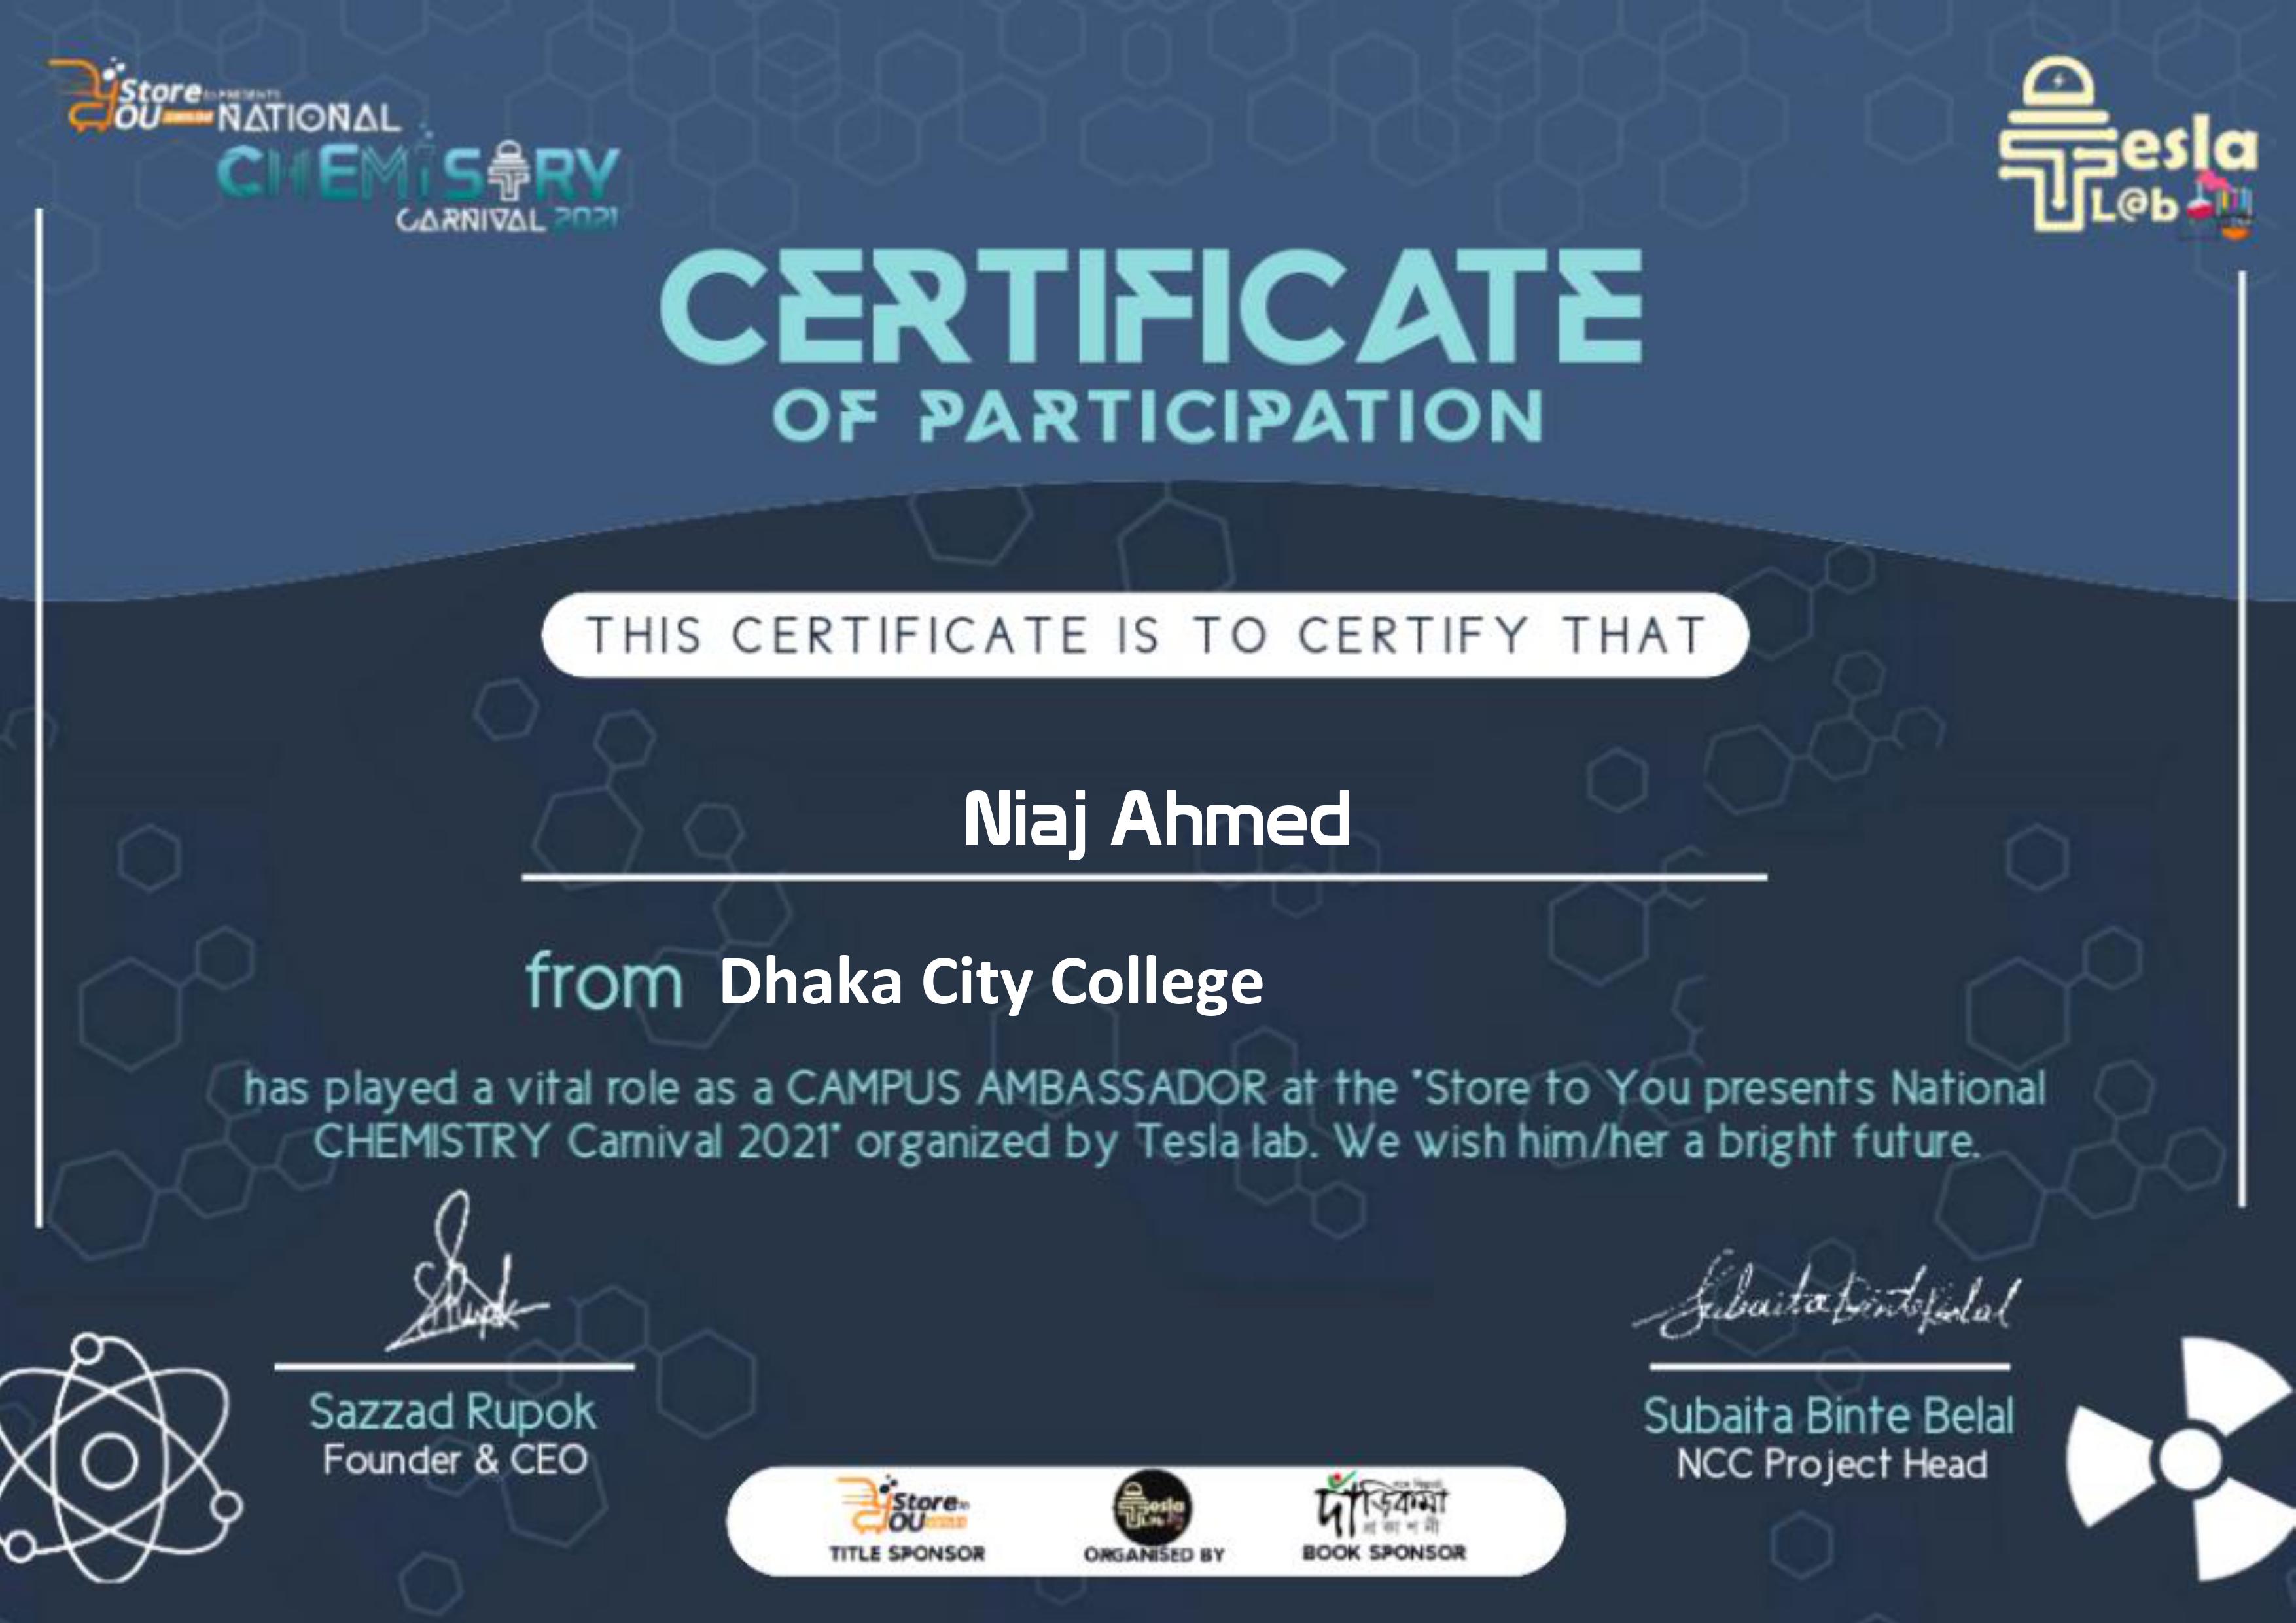 Store to PRESENTS
YOU
NATIONAL
CHEMISTRY
CARNIVAL 2021
Tesla
L@b
CERTIFICATE
OF PARTICIPATION
THIS CERTIFICATE IS TO CERTIFY THAT
Niaj Ahmed
from Dhaka City College
has played a vital role as a CAMPUS AMBASSADOR at the "Store to You presents National
CHEMISTRY Carnival 2021" organized by Tesla lab. We wish him/her a bright future.
Subaita Binte Belal
Sazzad Rupok
Founder & CEO
Subaita Binte Belal
NCC Project Head
Store to
YOU
TITLE SPONSOR
Tesla
L@b
ORGANISED BY
দাঁড়িকমা
প্রকাশনী
BOOK SPONSOR